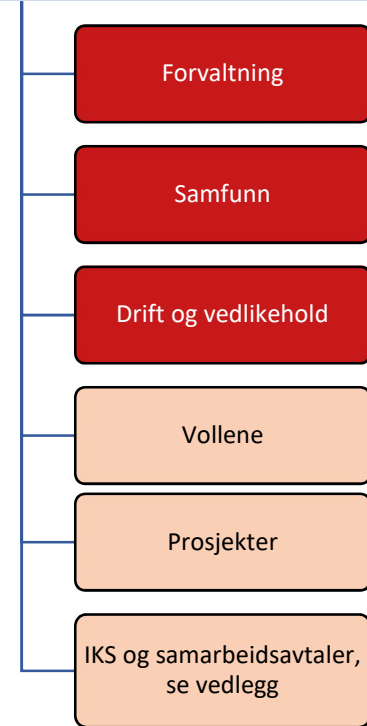 Forvaltning
Samfunn
Drift og vedlikehold
Vollene
Prosjekter
IKS og samarbeidsavtaler,
se vedlegg